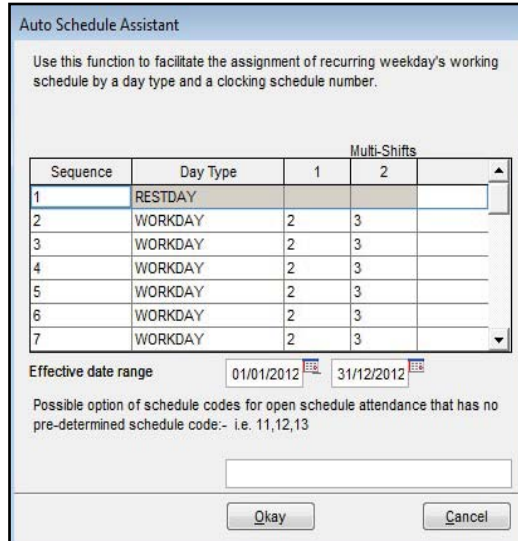 Auto Schedule Assistant
Use this function to facilitate the assignment of recurring weekday's working
schedule by a day type and a clocking schedule number.
Multi-Shifts
Sequence Day Type 1 2
1 RESTDAY
2 WORKDAY 2 3
3 WORKDAY 2 3
4 WORKDAY 2 3
5 WORKDAY 2 3
6 WORKDAY 2 3
7 WORKDAY 2 3
Effective date range 01/01/2012 31/12/2012
Possible option of schedule codes for open schedule attendance that has no
pre-determined schedule code:- i.e. 11,12,13
Okay Cancel